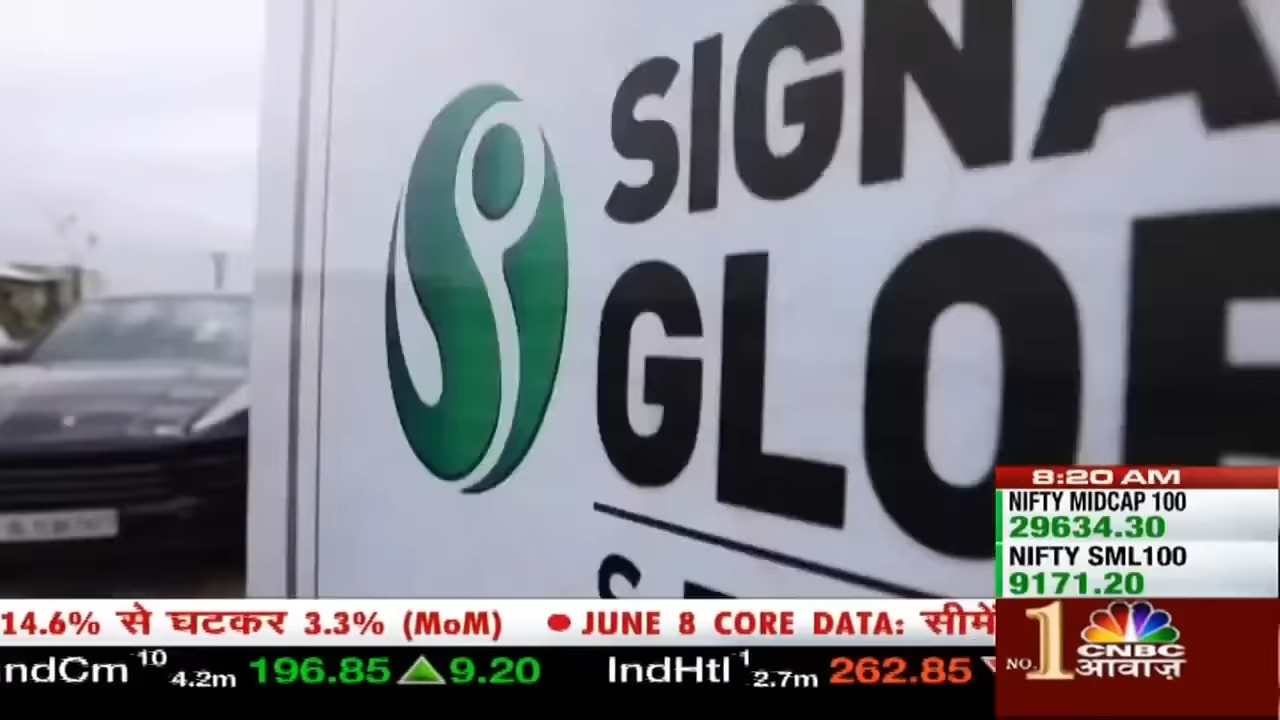 SIGNA
GLOB
8:20 AM
NIFTY MIDCAP 100
29634.30
NIFTY SML100
9171.20
14.6% से घटकर 3.3% (MoM) ● JUNE 8 CORE DATA: सीमें
ndCm 10 4.2m 196.85 ▲ 9.20 IndHtl 1 2.7m 262.85
NO. 1 CNBC
आवाज़